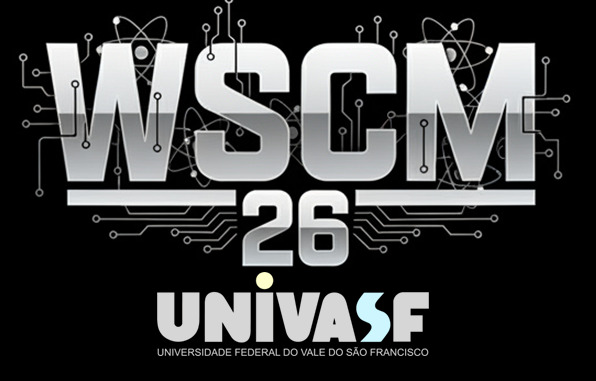 WSCM
26
UNIVASF
UNIVERSIDADE FEDERAL DO VALE DO SÃO FRANCISCO